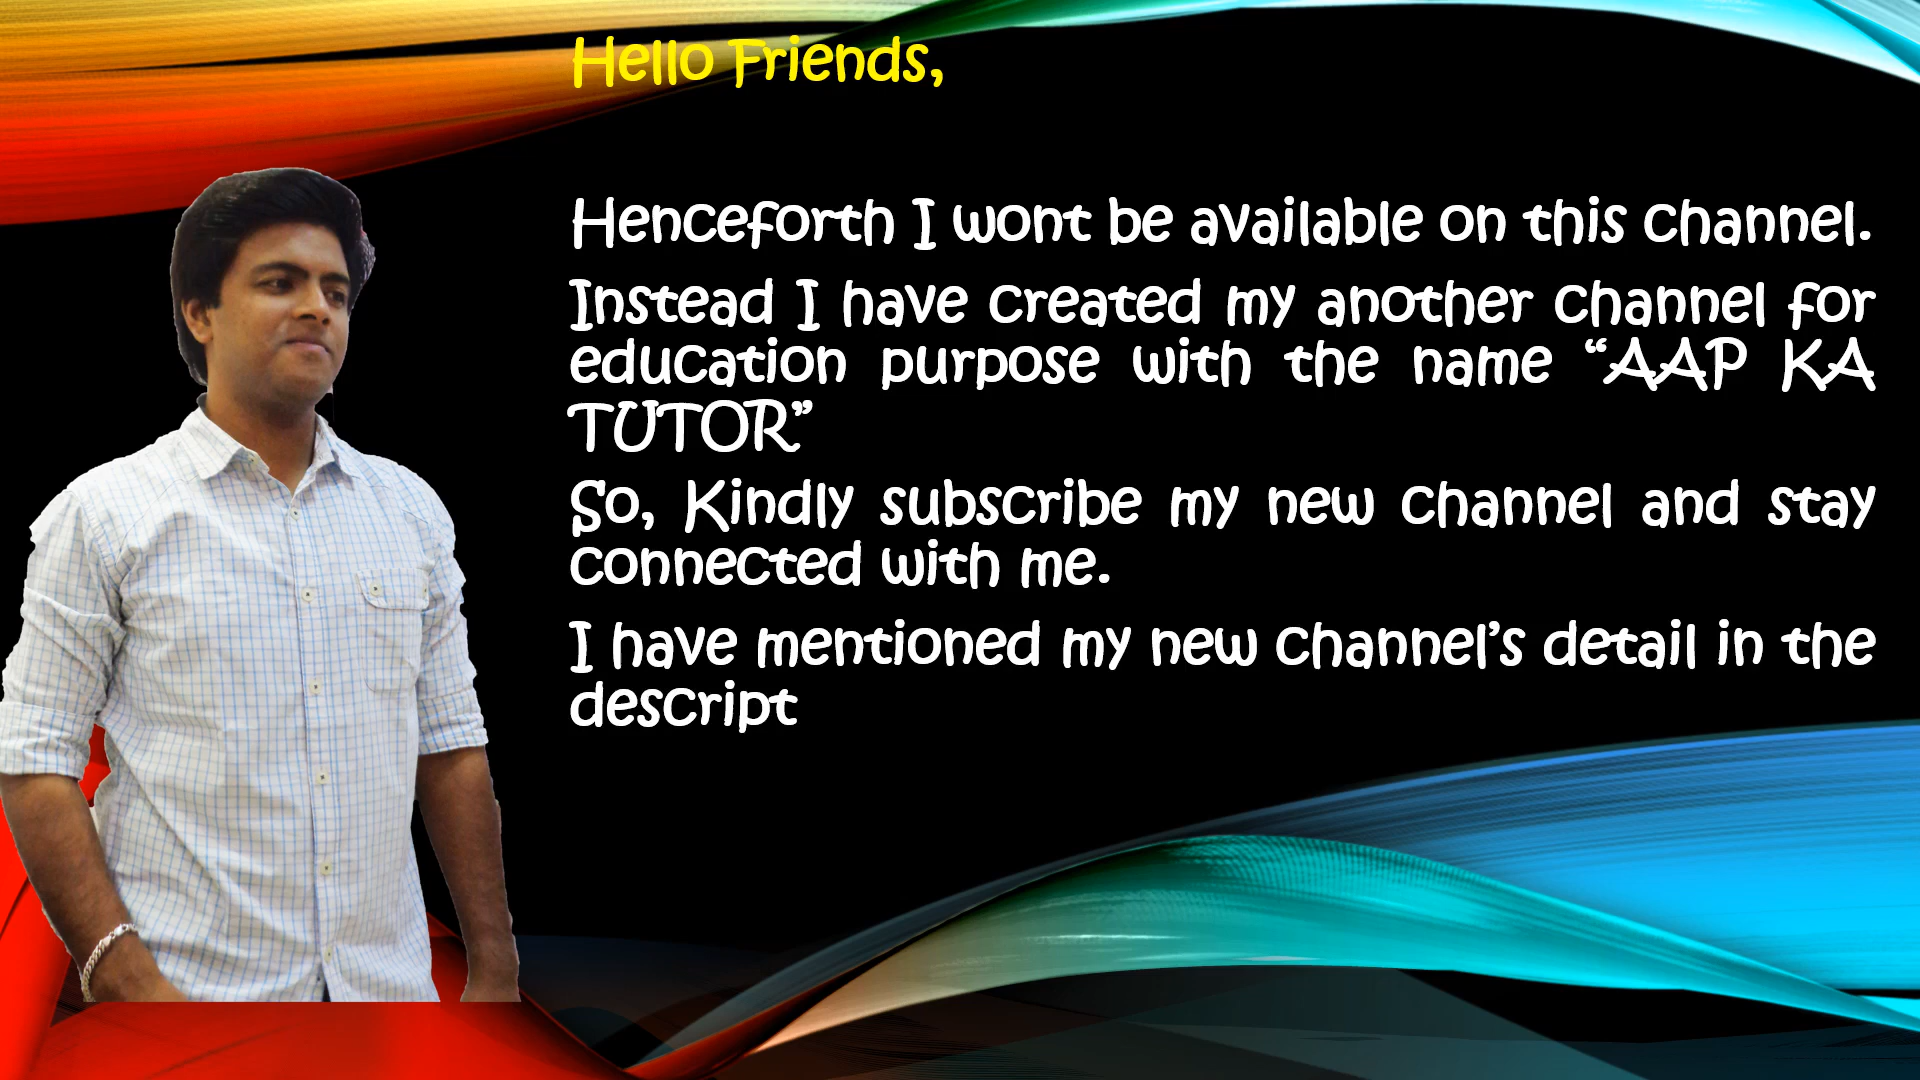 Hello Friends,
Henceforth I wont be available on this channel.
Instead I have created my another channel for
education purpose with the name “AAP KA
TUTOR”
So, Kindly subscribe my new channel and stay
connected with me.
I have mentioned my new channel’s detail in the
descript